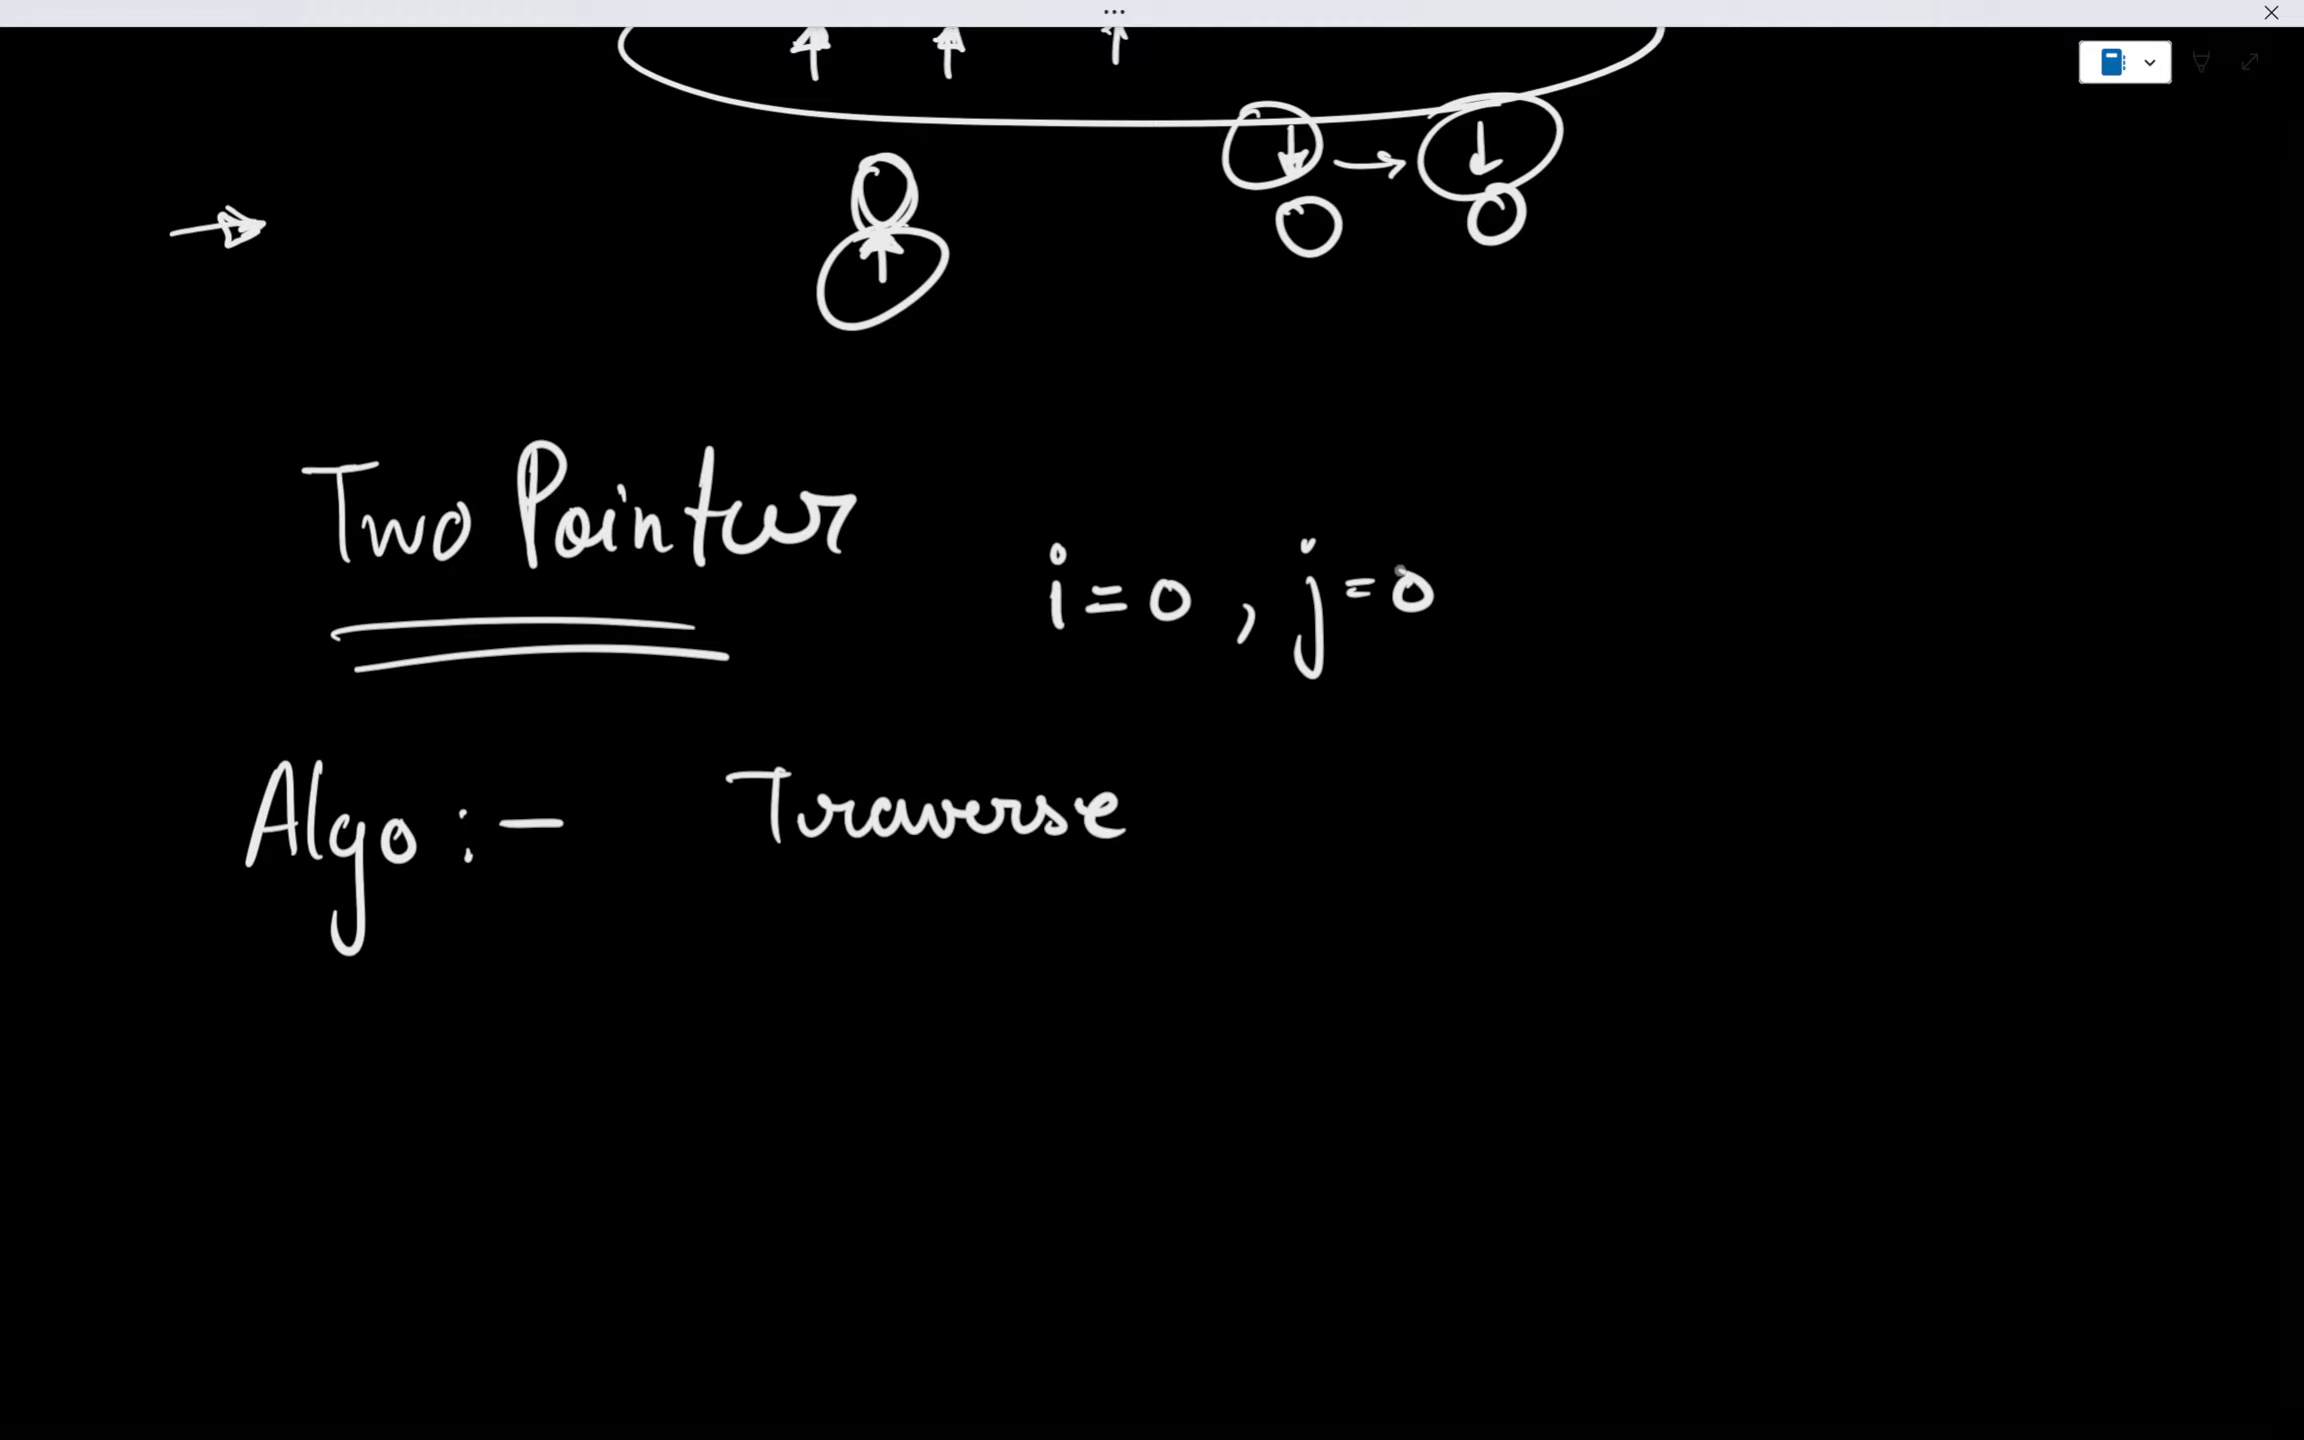 Two Pointer
i=0, j=0
Algo :- Traverse